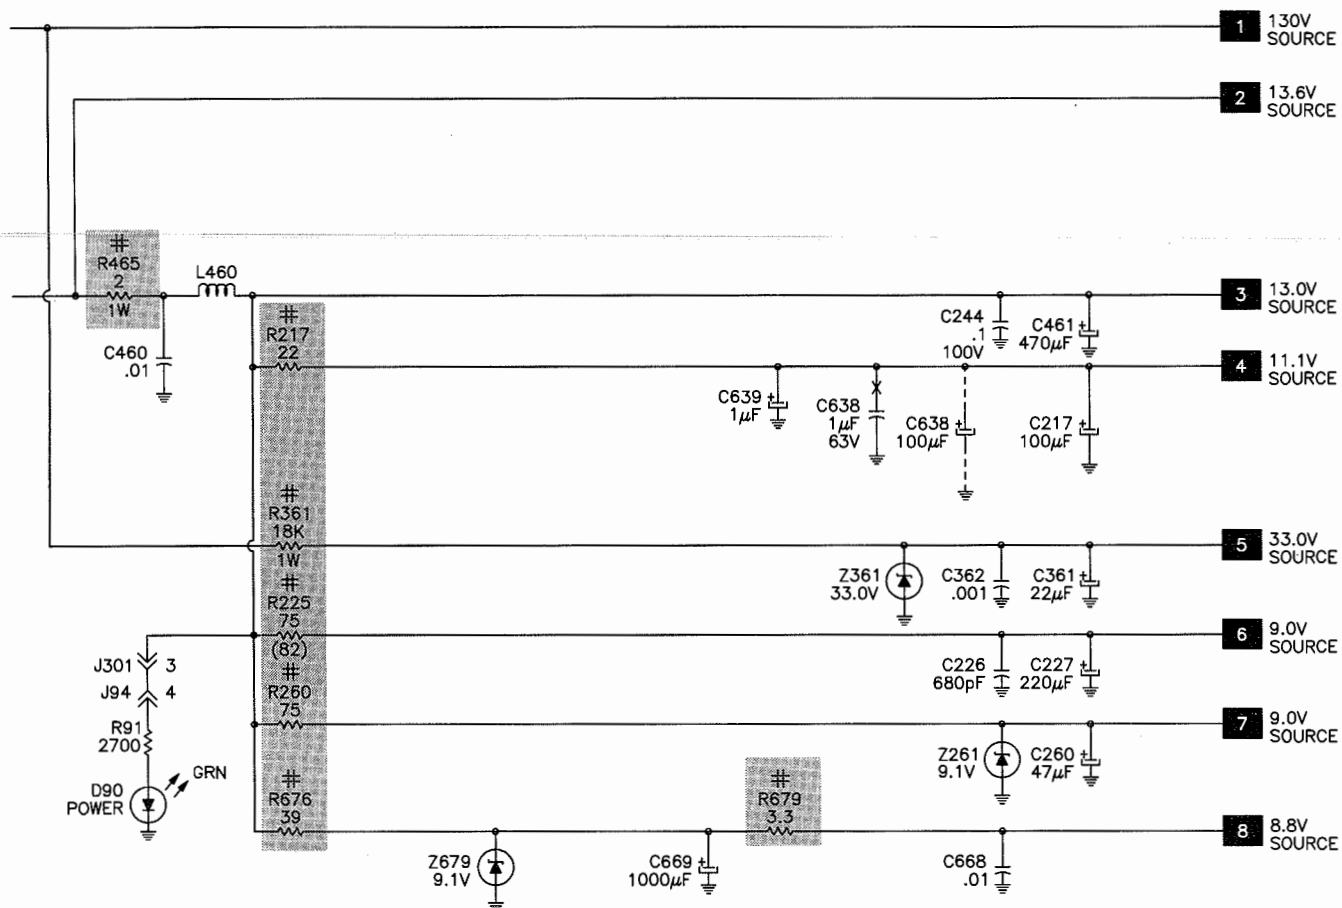 1 130V
SOURCE
2 13.6V
SOURCE
#
R465
2
1W
L460
C460
.01
3 13.0V
SOURCE
C244
.1
100V
C461 +
470µF
#
R217
22
4 11.1V
SOURCE
C639 +
1µF
C638
1µF
63V
C638 +
100µF
C217 +
100µF
#
R361
18K
1W
5 33.0V
SOURCE
Z361
33.0V
C362
.001
C361 +
22µF
#
R225
75
(82)
6 9.0V
SOURCE
C226
680pF
C227 +
220µF
J301 3
J94 4
R91
2700
D90
POWER
GRN
#
R260
75
7 9.0V
SOURCE
Z261
9.1V
C260 +
47µF
#
R676
39
#
R679
3.3
8 8.8V
SOURCE
Z679
9.1V
C669 +
1000µF
C668
.01